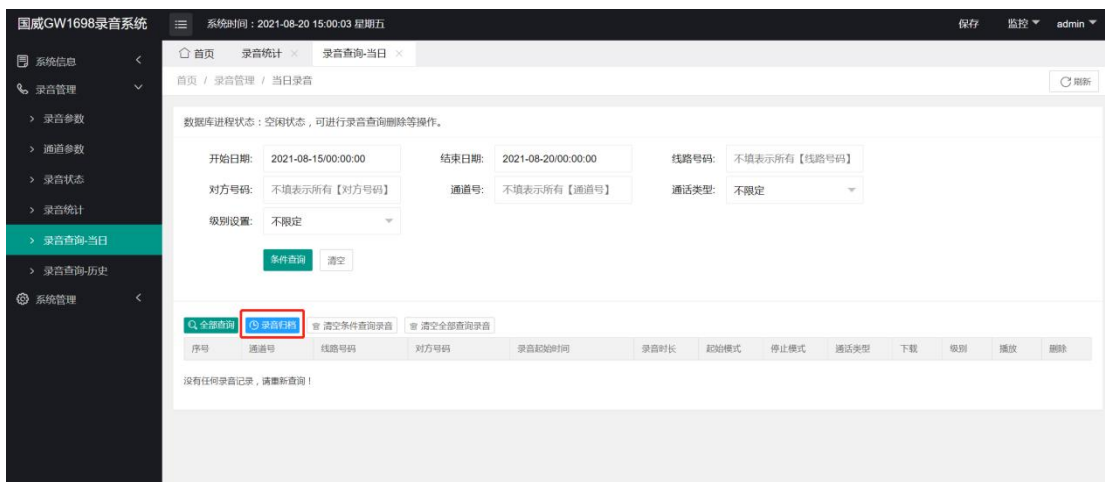 国威GW1698录音系统 系统时间：2021-08-20 15:00:03 星期五 保存 监控 admin
系统信息
录音管理
录音参数
通道参数
录音状态
录音统计
录音查询-当日
录音查询-历史
系统管理
首页 录音统计 录音查询-当日
首页 / 录音管理 / 当日录音 刷新
数据库进程状态：空闲状态，可进行录音查询删除等操作。
开始日期: 2021-08-15/00:00:00 结束日期: 2021-08-20/00:00:00 线路号码: 不填表示所有【线路号码】
对方号码: 不填表示所有【对方号码】 通道号: 不填表示所有【通道号】 通话类型: 不限定
级别设置: 不限定
条件查询 清空
全部查询 录音归档 清空条件查询录音 清空全部查询录音
序号 通道号 线路号码 对方号码 录音起始时间 录音时长 起始模式 停止模式 通话类型 下载 级别 播放 删除
没有任何录音记录，请重新查询！